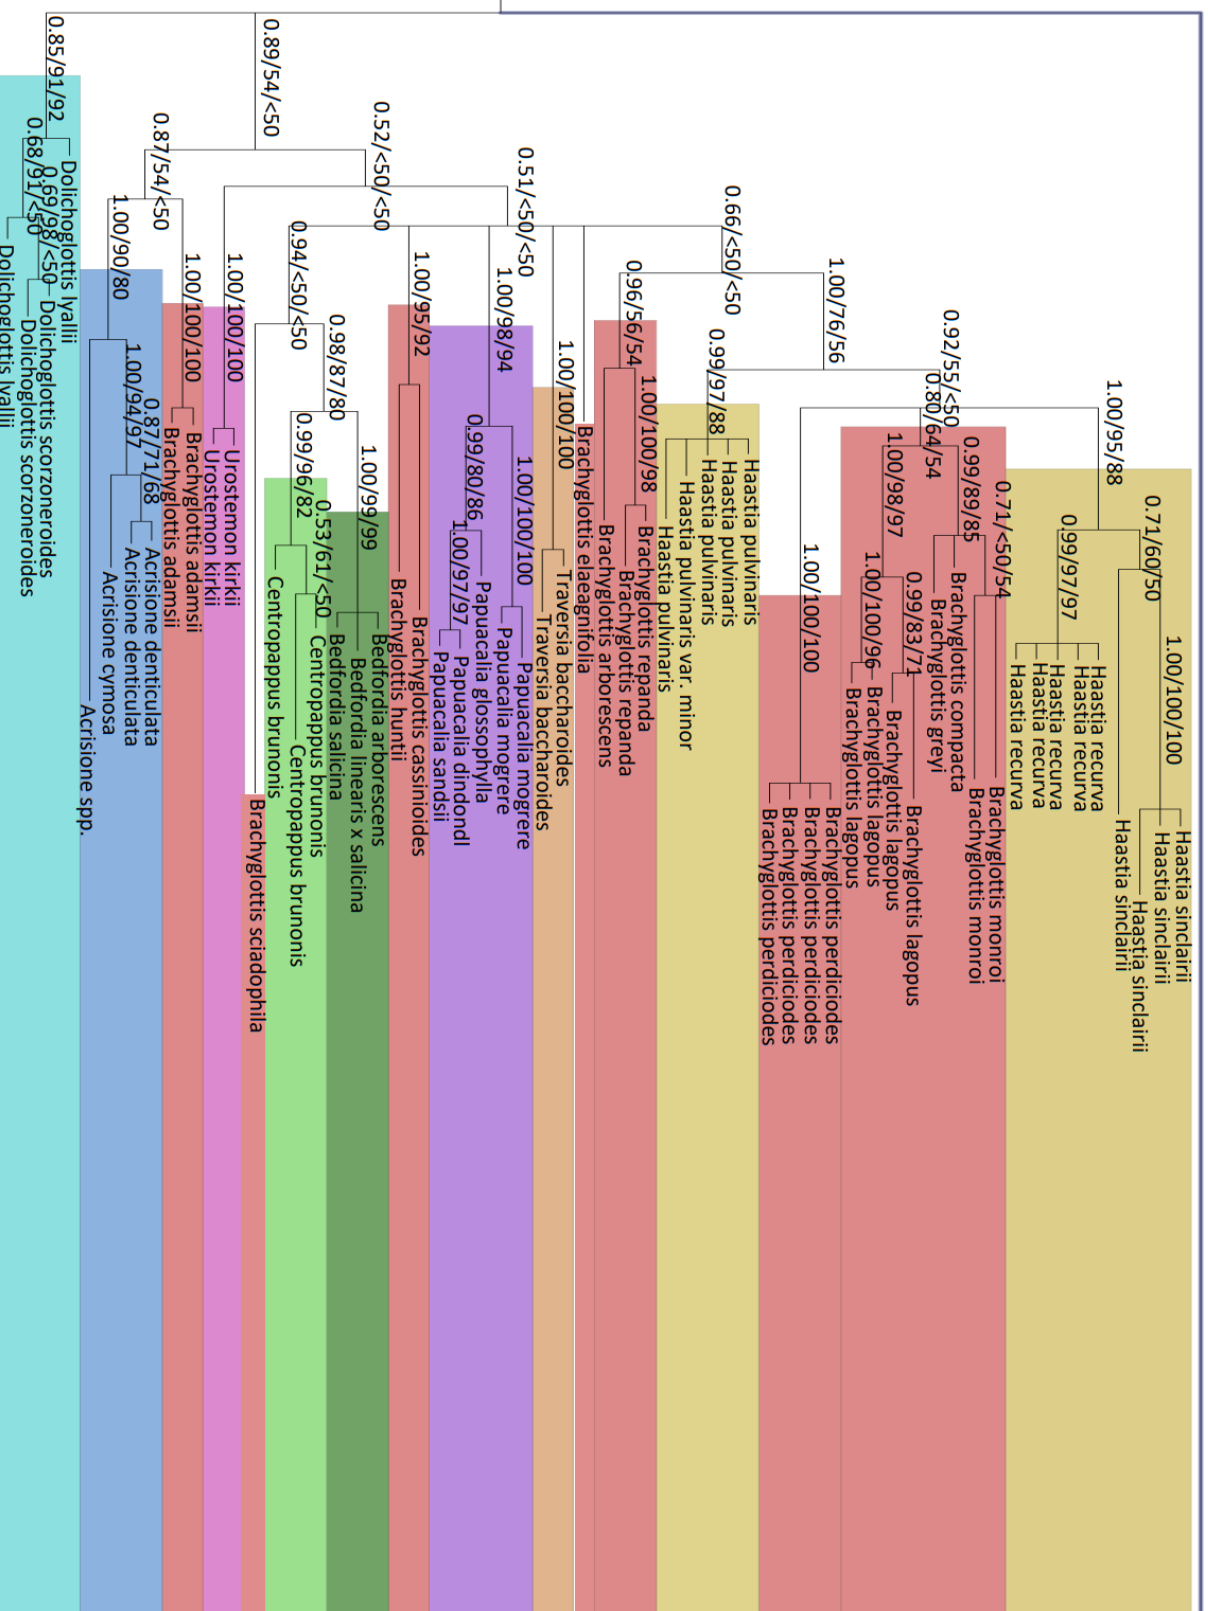 Haastia sinclairii
Haastia sinclairii
1.00/100/100
Haastia sinclairii
0.71/60/50
Haastia sinclairii
1.00/95/88
Haastia recurva
Haastia recurva
0.99/97/97
Haastia recurva
Haastia recurva
Haastia recurva
0.92/55/<50
Brachyglottis monroi
0.71/<50/54
Brachyglottis monroi
0.99/89/85
Brachyglottis compacta
Brachyglottis greyi
0.80/64/54
Brachyglottis lagopus
0.99/83/71
Brachyglottis lagopus
1.00/98/97
Brachyglottis lagopus
1.00/100/96
Brachyglottis lagopus
1.00/76/56
Brachyglottis perdiciodes
Brachyglottis perdiciodes
1.00/100/100
Brachyglottis perdiciodes
Brachyglottis perdiciodes
0.66/<50/<50
Haastia pulvinaris
Haastia pulvinaris
0.99/97/88
Haastia pulvinaris
Haastia pulvinaris var. minor
Haastia pulvinaris
0.96/56/54
Brachyglottis repanda
1.00/100/98
Brachyglottis repanda
Brachyglottis arborescens
Brachyglottis elaeagnifolia
0.51/<50/<50
Traversia baccharoides
1.00/100/100
Traversia baccharoides
Papuacalia mogrere
1.00/100/100
Papuacalia mogrere
1.00/98/94
Papuacalia glossophylla
0.99/80/86
Papuacalia dindondl
1.00/97/97
Papuacalia sandsii
0.52/<50/<50
Brachyglottis cassinioides
1.00/95/92
Brachyglottis huntii
Bedfordia arborescens
1.00/99/99
Bedfordia linearis x salicina
Bedfordia salicina
0.98/87/80
Centropappus brunonis
0.53/61/<50
Centropappus brunonis
0.99/96/82
Centropappus brunonis
0.94/<50/<50
Brachyglottis sciadophila
0.89/54/<50
Urostemon kirkii
1.00/100/100
Urostemon kirkii
Brachyglottis adamsii
1.00/100/100
Brachyglottis adamsii
0.87/54/<50
Acrisione denticulata
0.87/71/68
Acrisione denticulata
1.00/94/97
Acrisione cymosa
1.00/90/80
Acrisione spp.
0.85/91/92
Dolichoglottis lyallii
Dolichoglottis scorzoneroides
0.69/98/<50
Dolichoglottis scorzoneroides
0.68/91/<50
Dolichoglottis lyallii